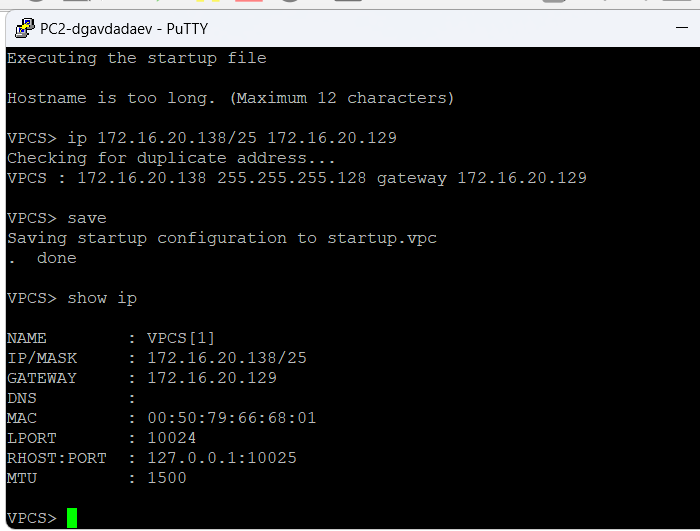 PC2-dgavdadaev - PuTTY
Executing the startup file
Hostname is too long. (Maximum 12 characters)
VPCS> ip 172.16.20.138/25 172.16.20.129
Checking for duplicate address...
VPCS : 172.16.20.138 255.255.255.128 gateway 172.16.20.129
VPCS> save
Saving startup configuration to startup.vpc
.  done
VPCS> show ip
NAME        : VPCS[1]
IP/MASK     : 172.16.20.138/25
GATEWAY     : 172.16.20.129
DNS         :
MAC         : 00:50:79:66:68:01
LPORT       : 10024
RHOST:PORT  : 127.0.0.1:10025
MTU         : 1500
VPCS>